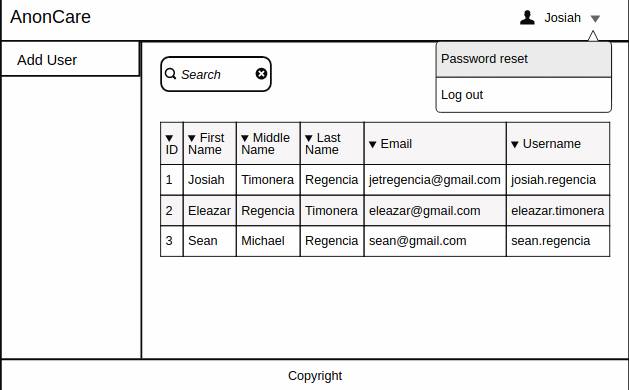 AnonCare
Josiah
Password reset
Log out
Add User
Search
ID First Name Middle Name Last Name Email Username
1 Josiah Timonera Regencia jetregencia@gmail.com josiah.regencia
2 Eleazar Regencia Timonera eleazar@gmail.com eleazar.timonera
3 Sean Michael Regencia sean@gmail.com sean.regencia
Copyright